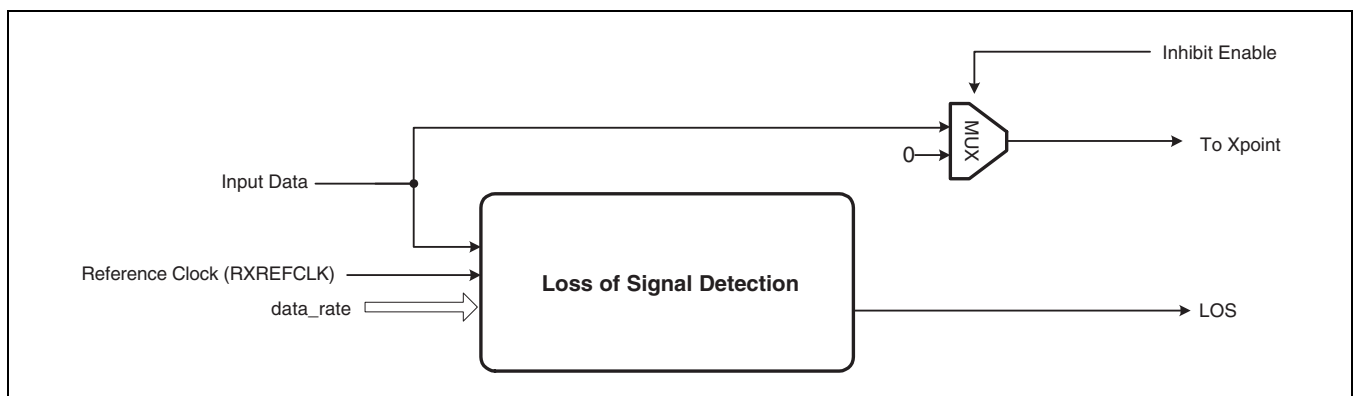 Inhibit Enable
MUX
0
To Xpoint
Input Data
Reference Clock (RXREFCLK)
Loss of Signal Detection
data_rate
LOS